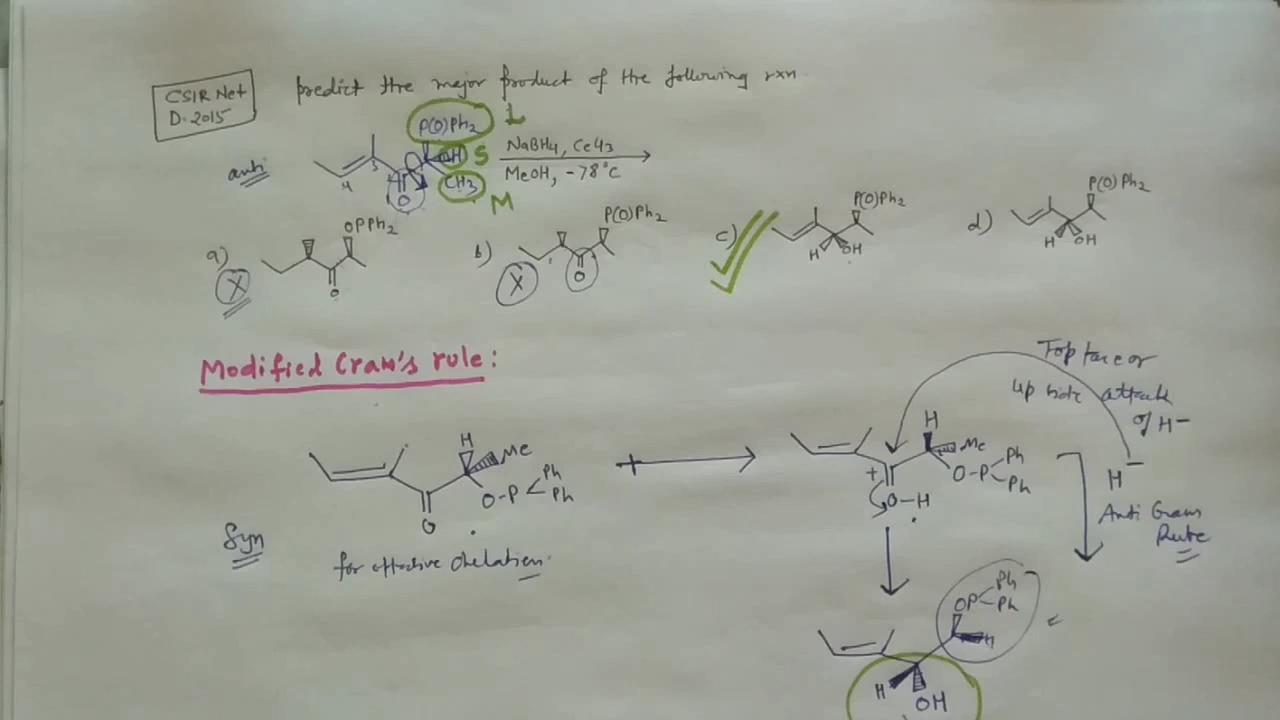 CSIR Net
D. 2015
predict the major product of the following rxn
P(O)Ph2 L
anti
H S
NaBH4, CeCl3
MeOH, -78°C
CH3
M
O
3
4
a)
OPPh2
O
X
b)
P(O)Ph2
O
X
c)
P(O)Ph2
H OH
d)
P(O)Ph2
H OH
Modified Cram's rule:
H
Me
O-P
Ph
Ph
O
Syn
for effective chelation
Top face or
up side attack
of H-
H
Me
O-P
Ph
Ph
+
O-H
H-
Anti Cram
Rule
OP
Ph
Ph
H
H
OH